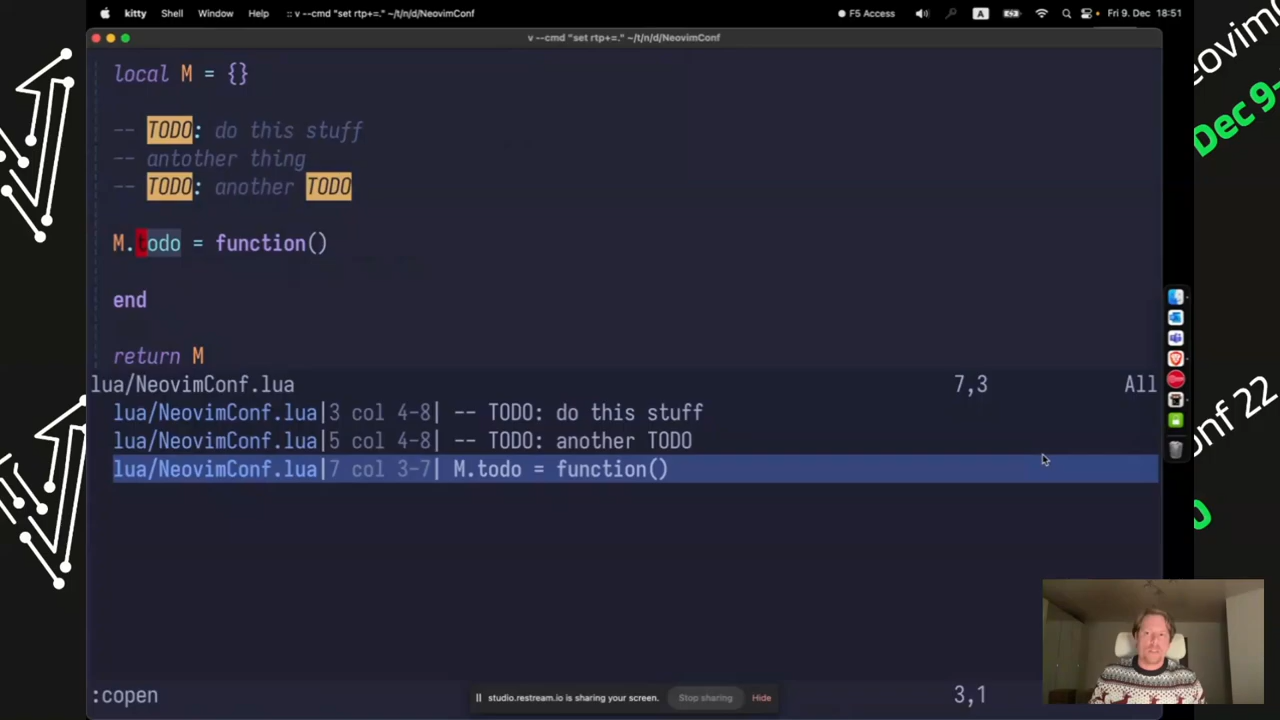 kitty Shell Window Help :: v --cmd "set rtp+=." ~/t/n/d/NeovimConf F5 Access A Fri 9. Dec 18:51
v --cmd "set rtp+=." ~/t/n/d/NeovimConf
local M = {}
-- TODO: do this stuff
-- antother thing
-- TODO: another TODO
M.todo = function()
end
return M
lua/NeovimConf.lua 7,3 All
lua/NeovimConf.lua|3 col 4-8| -- TODO: do this stuff
lua/NeovimConf.lua|5 col 4-8| -- TODO: another TODO
lua/NeovimConf.lua|7 col 3-7| M.todo = function()
:copen 3,1
studio.restream.io is sharing your screen. Stop sharing Hide
eovim
Dec 9-
onf 22
0